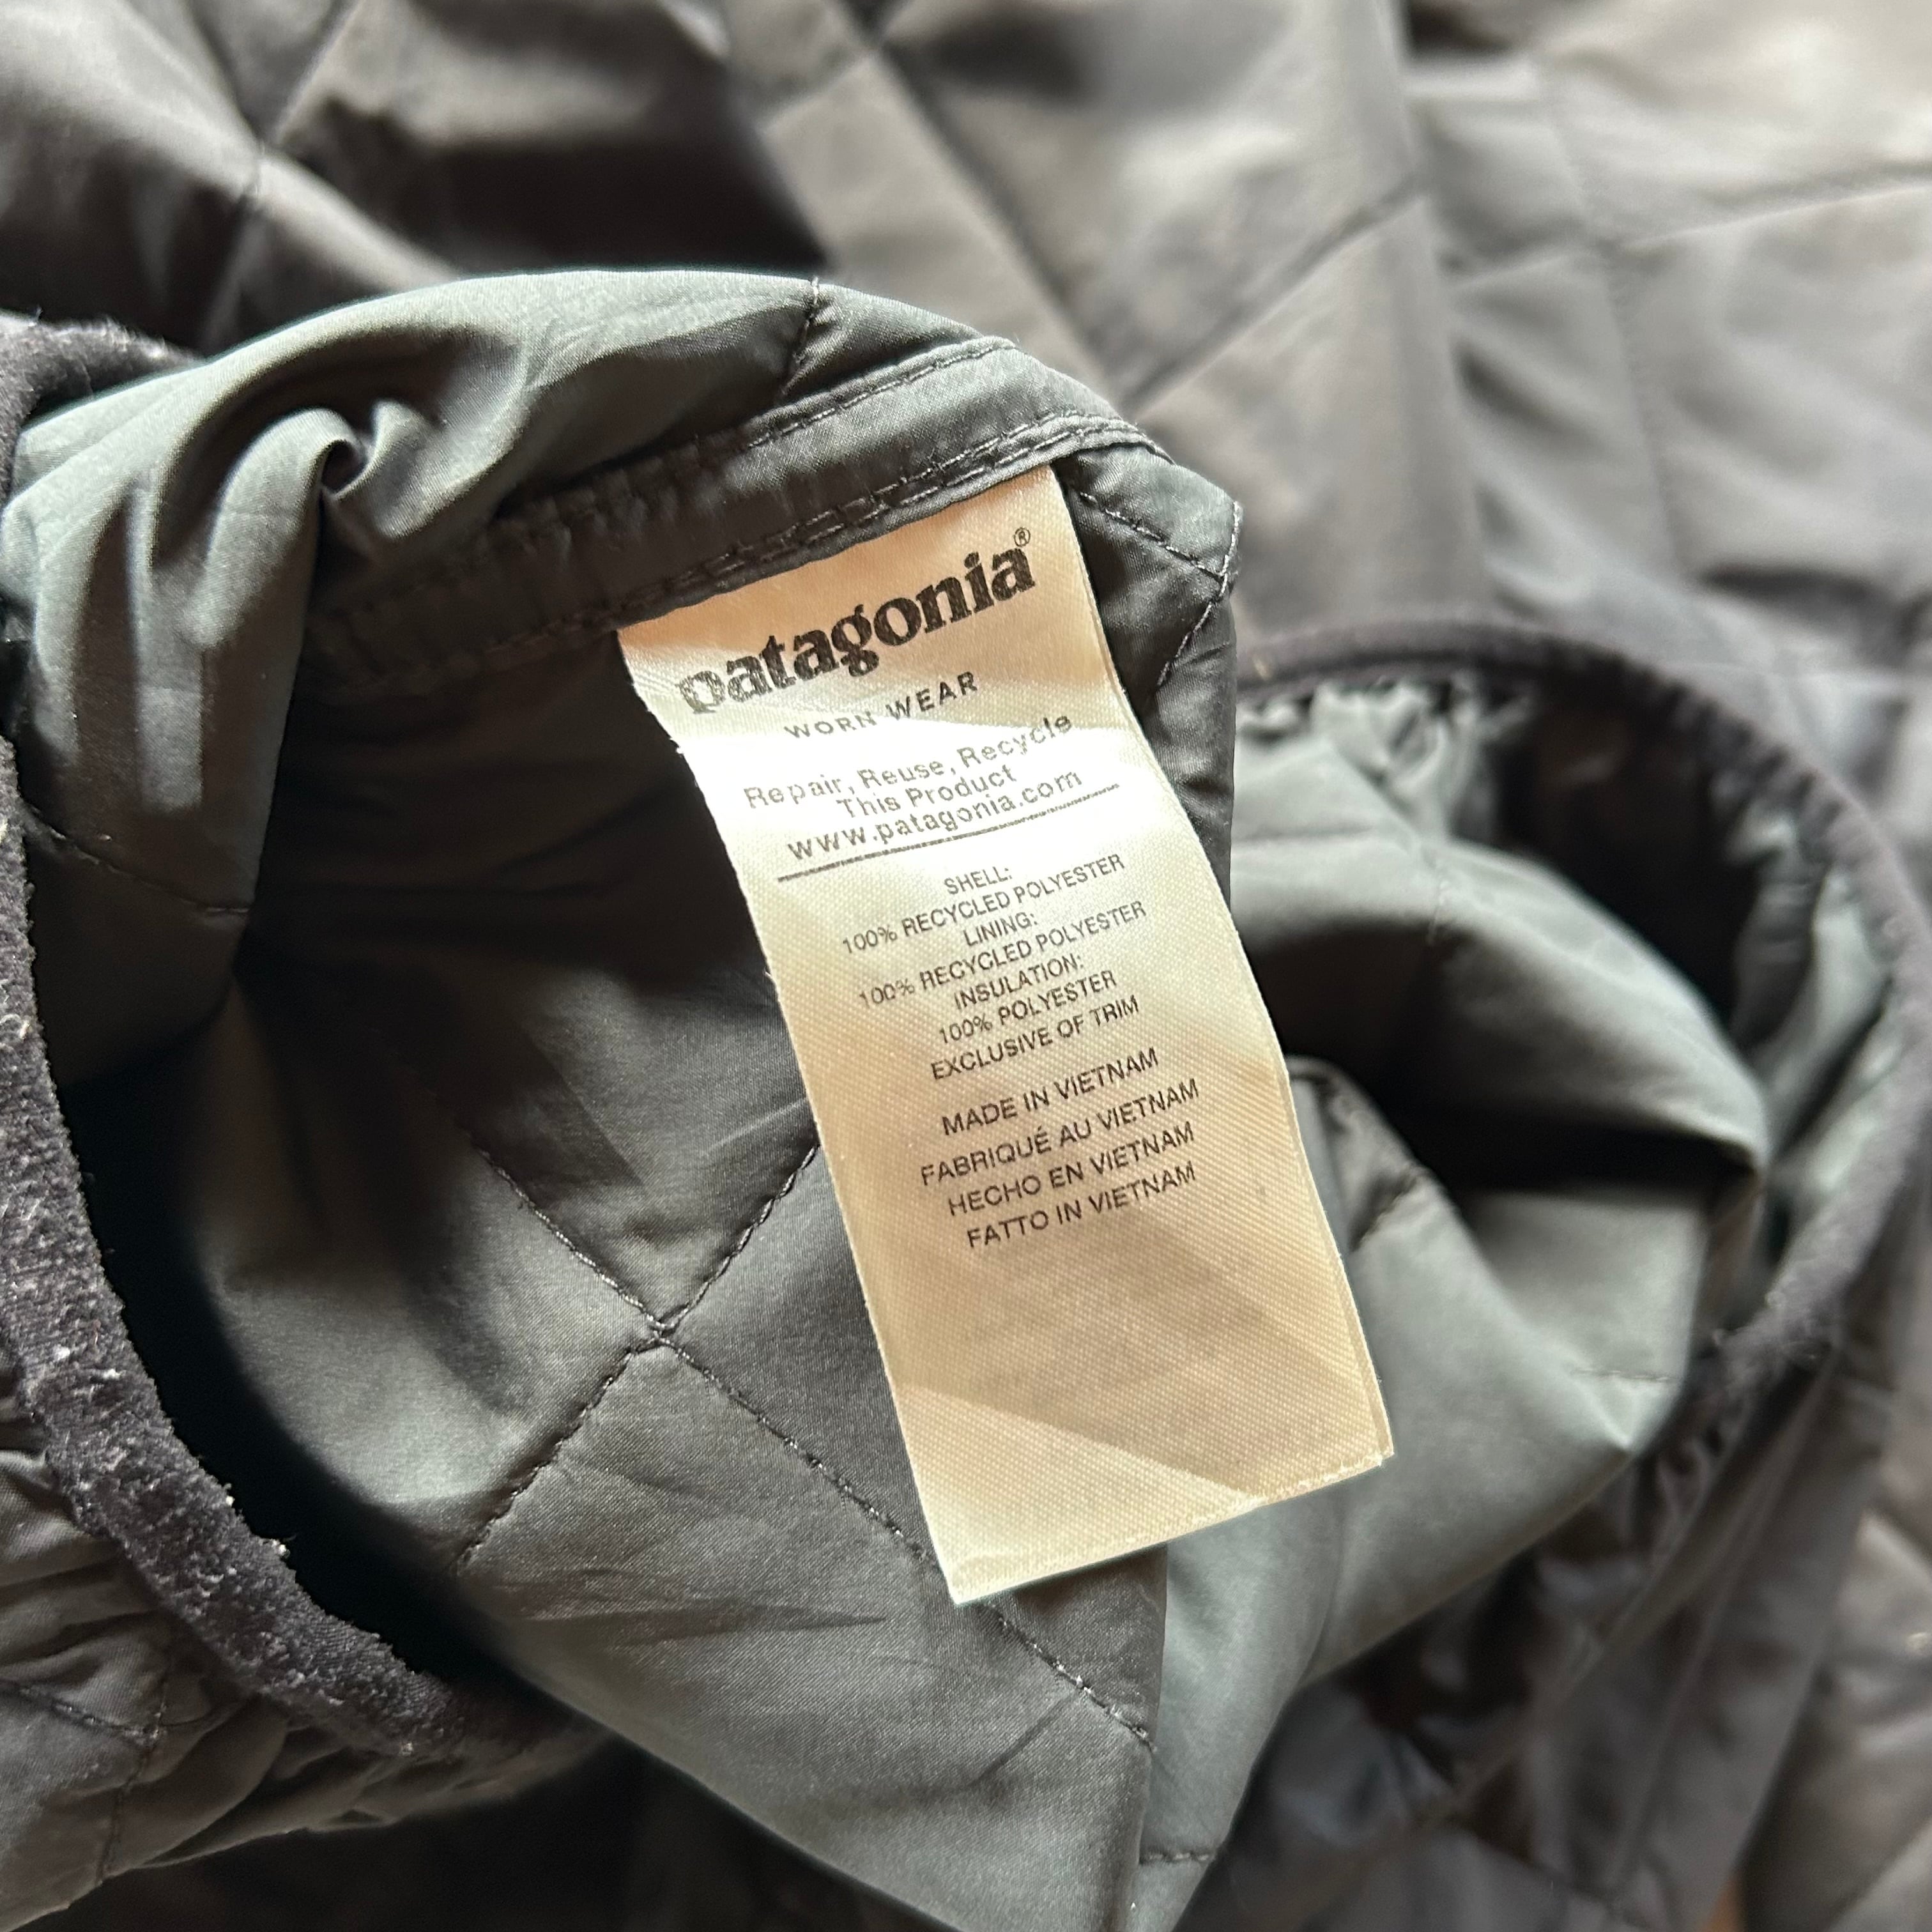 patagonia®
WORN WEAR
Repair, Reuse, Recycle
This Product
www.patagonia.com
SHELL:
100% RECYCLED POLYESTER
LINING:
100% RECYCLED POLYESTER
INSULATION:
100% POLYESTER
EXCLUSIVE OF TRIM
MADE IN VIETNAM
FABRIQUÉ AU VIETNAM
HECHO EN VIETNAM
FATTO IN VIETNAM